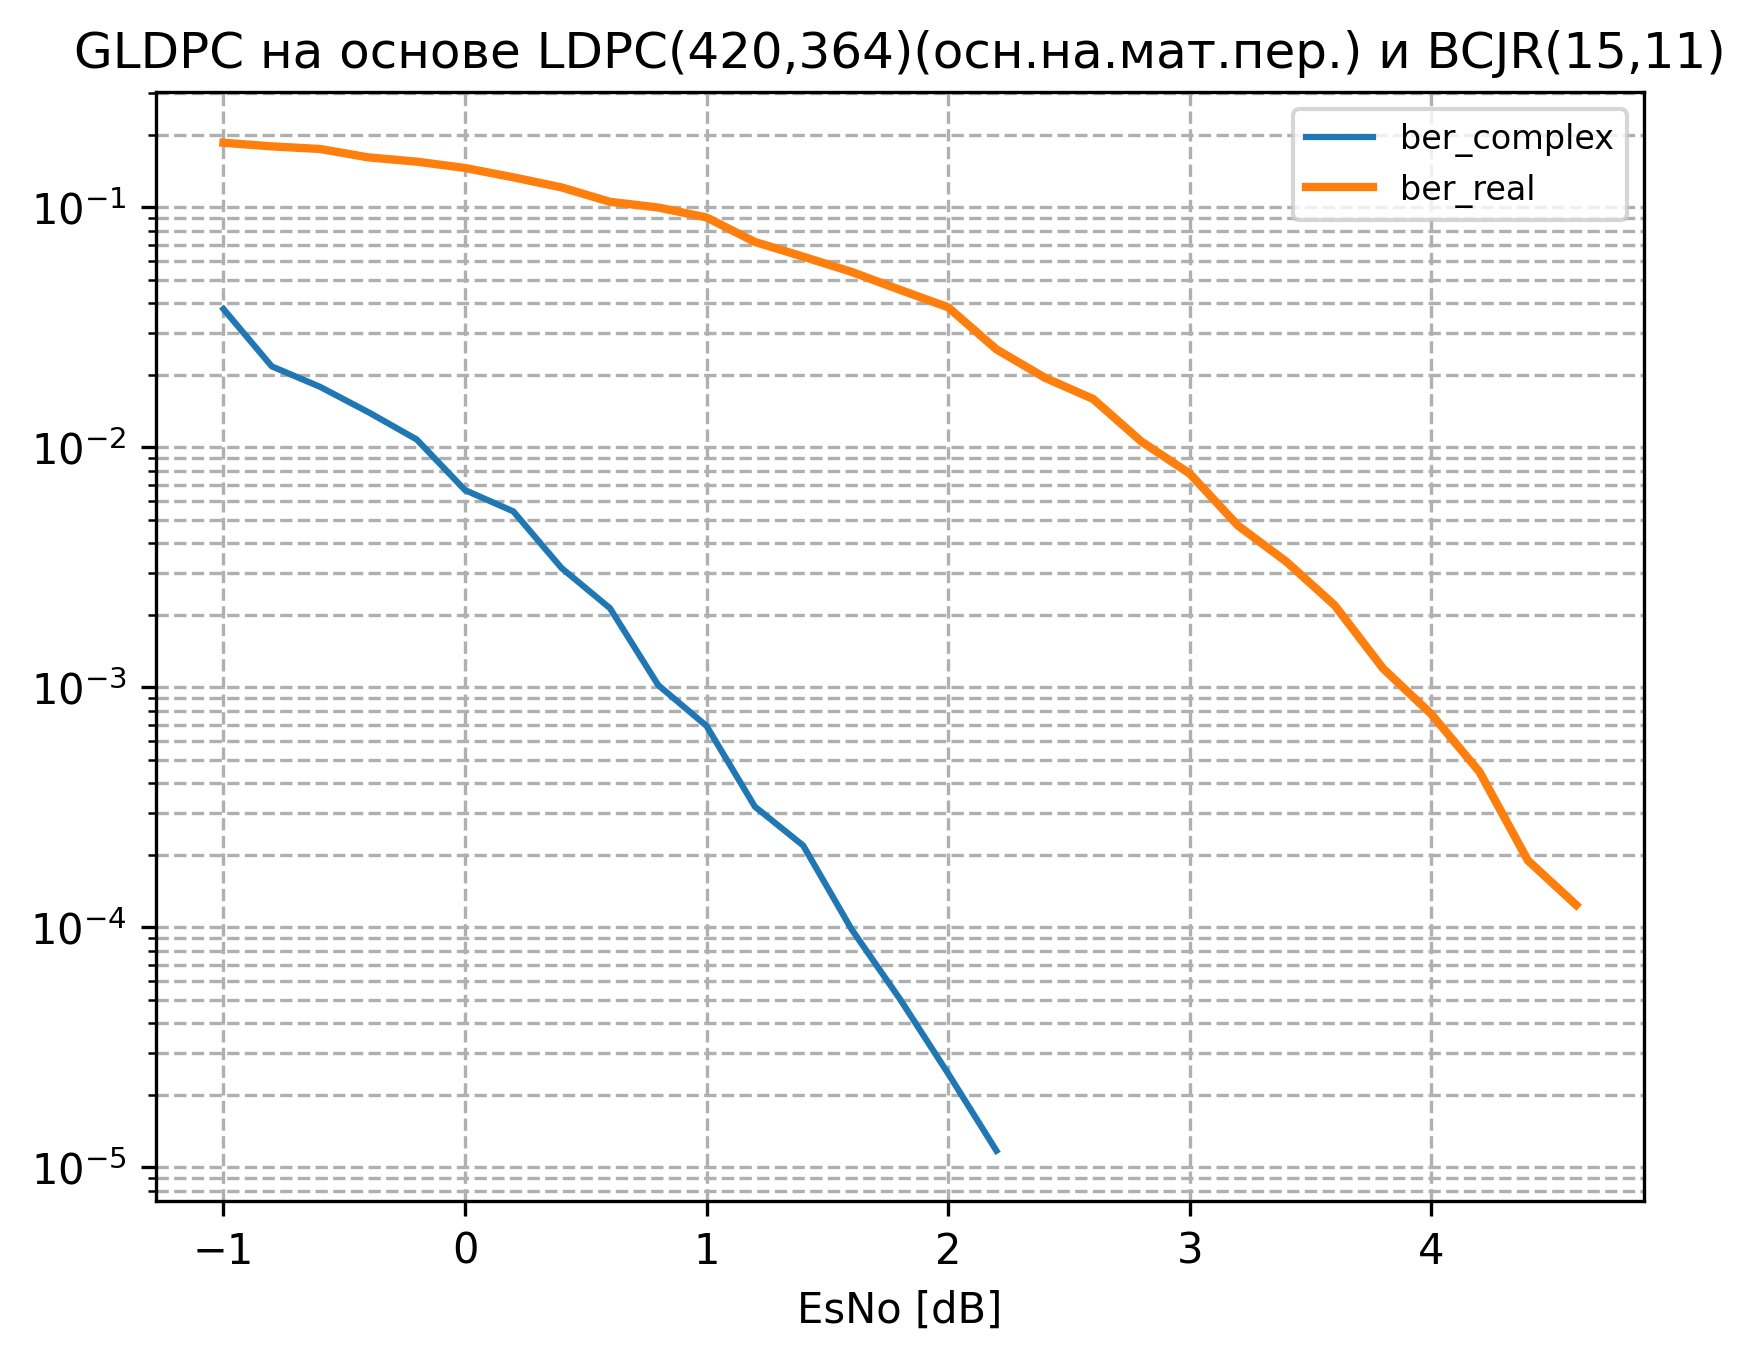 GLDPC на основе LDPC(420,364)(осн.на.мат.пер.) и BCJR(15,11)
ber_complex
ber_real
10⁻¹
10⁻²
10⁻³
10⁻⁴
10⁻⁵
−1 0 1 2 3 4
EsNo [dB]